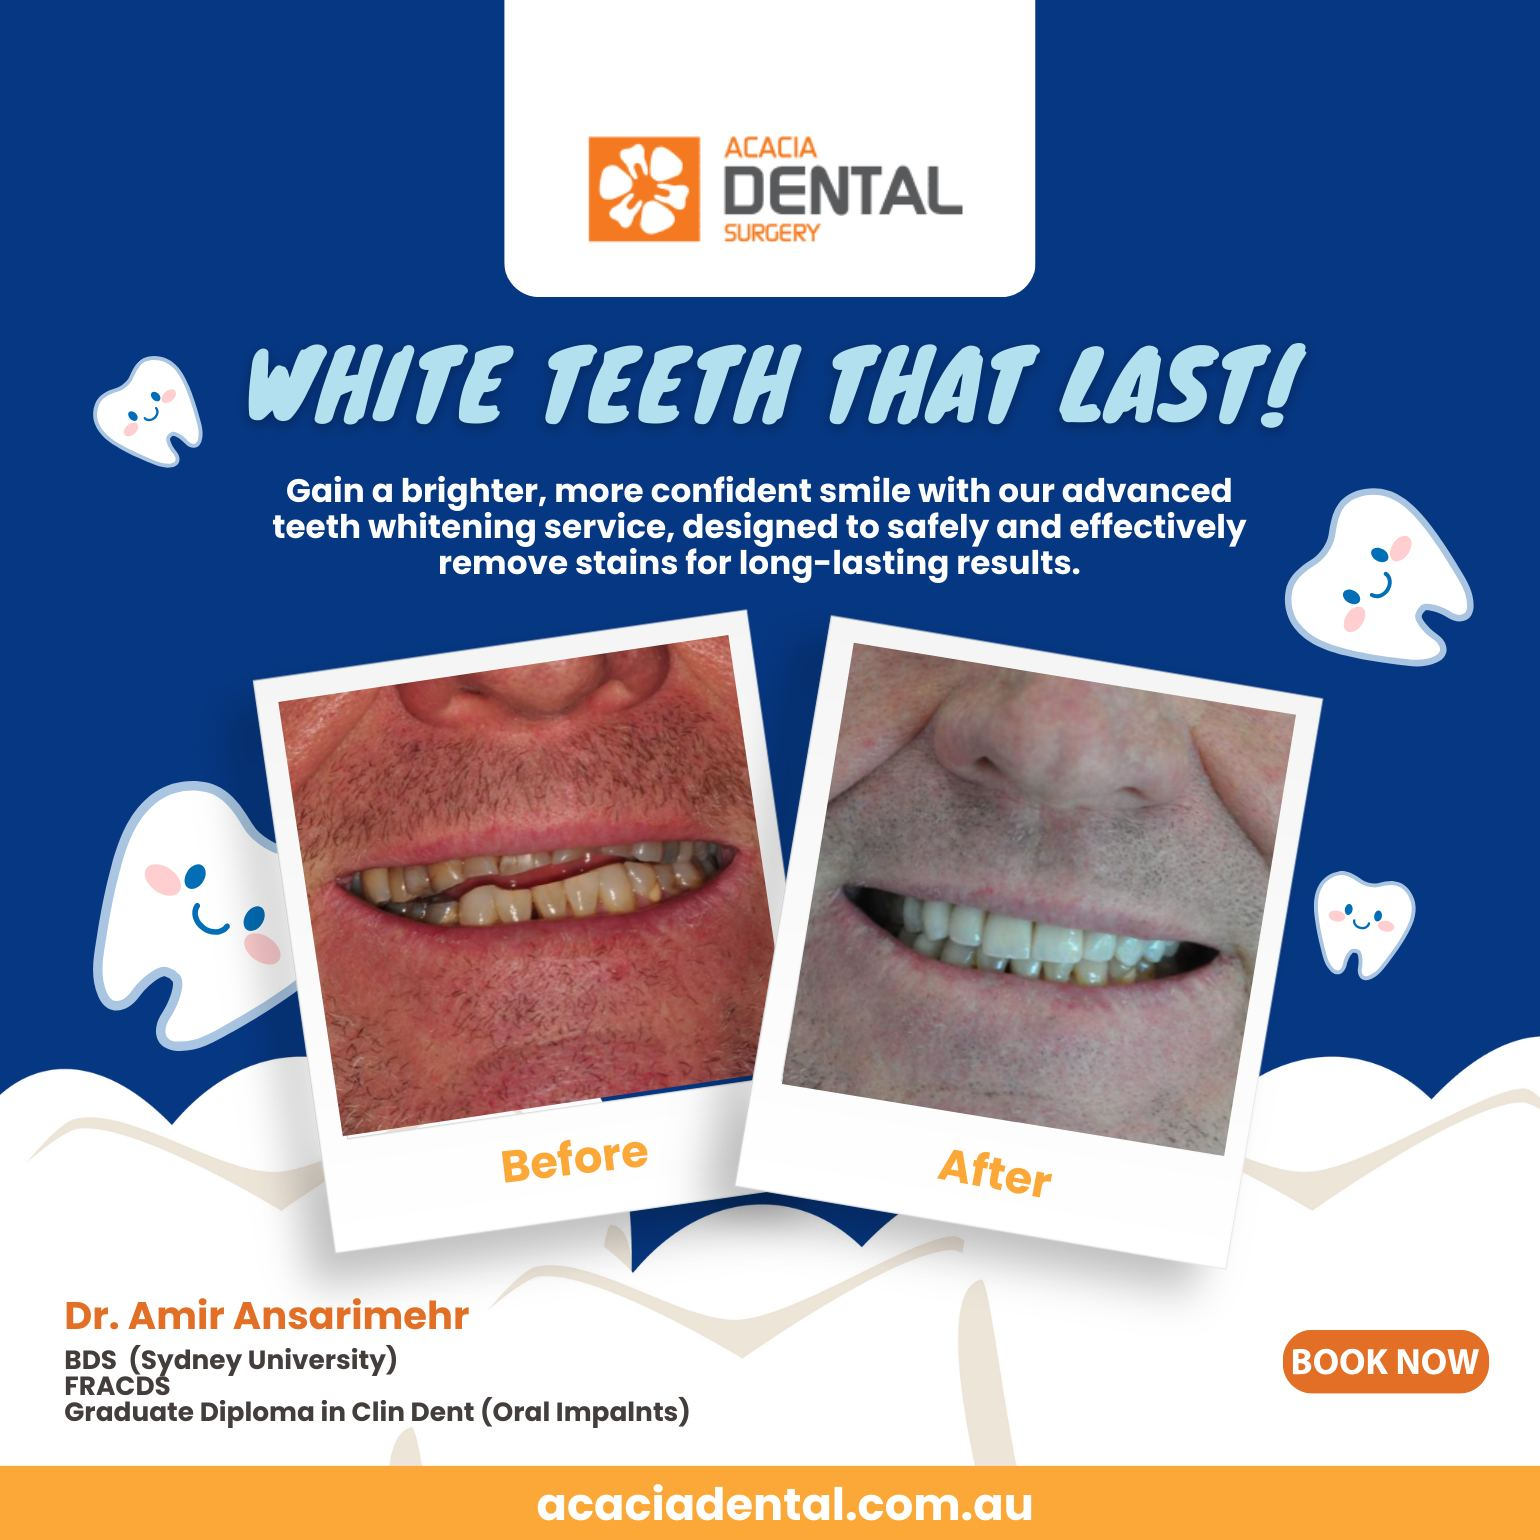 ACACIA
DENTAL
SURGERY
WHITE TEETH THAT LAST!
Gain a brighter, more confident smile with our advanced
teeth whitening service, designed to safely and effectively
remove stains for long-lasting results.
Before
After
Dr. Amir Ansarimehr
BDS (Sydney University)
FRACDS
Graduate Diploma in Clin Dent (Oral Impalnts)
BOOK NOW
acaciadental.com.au